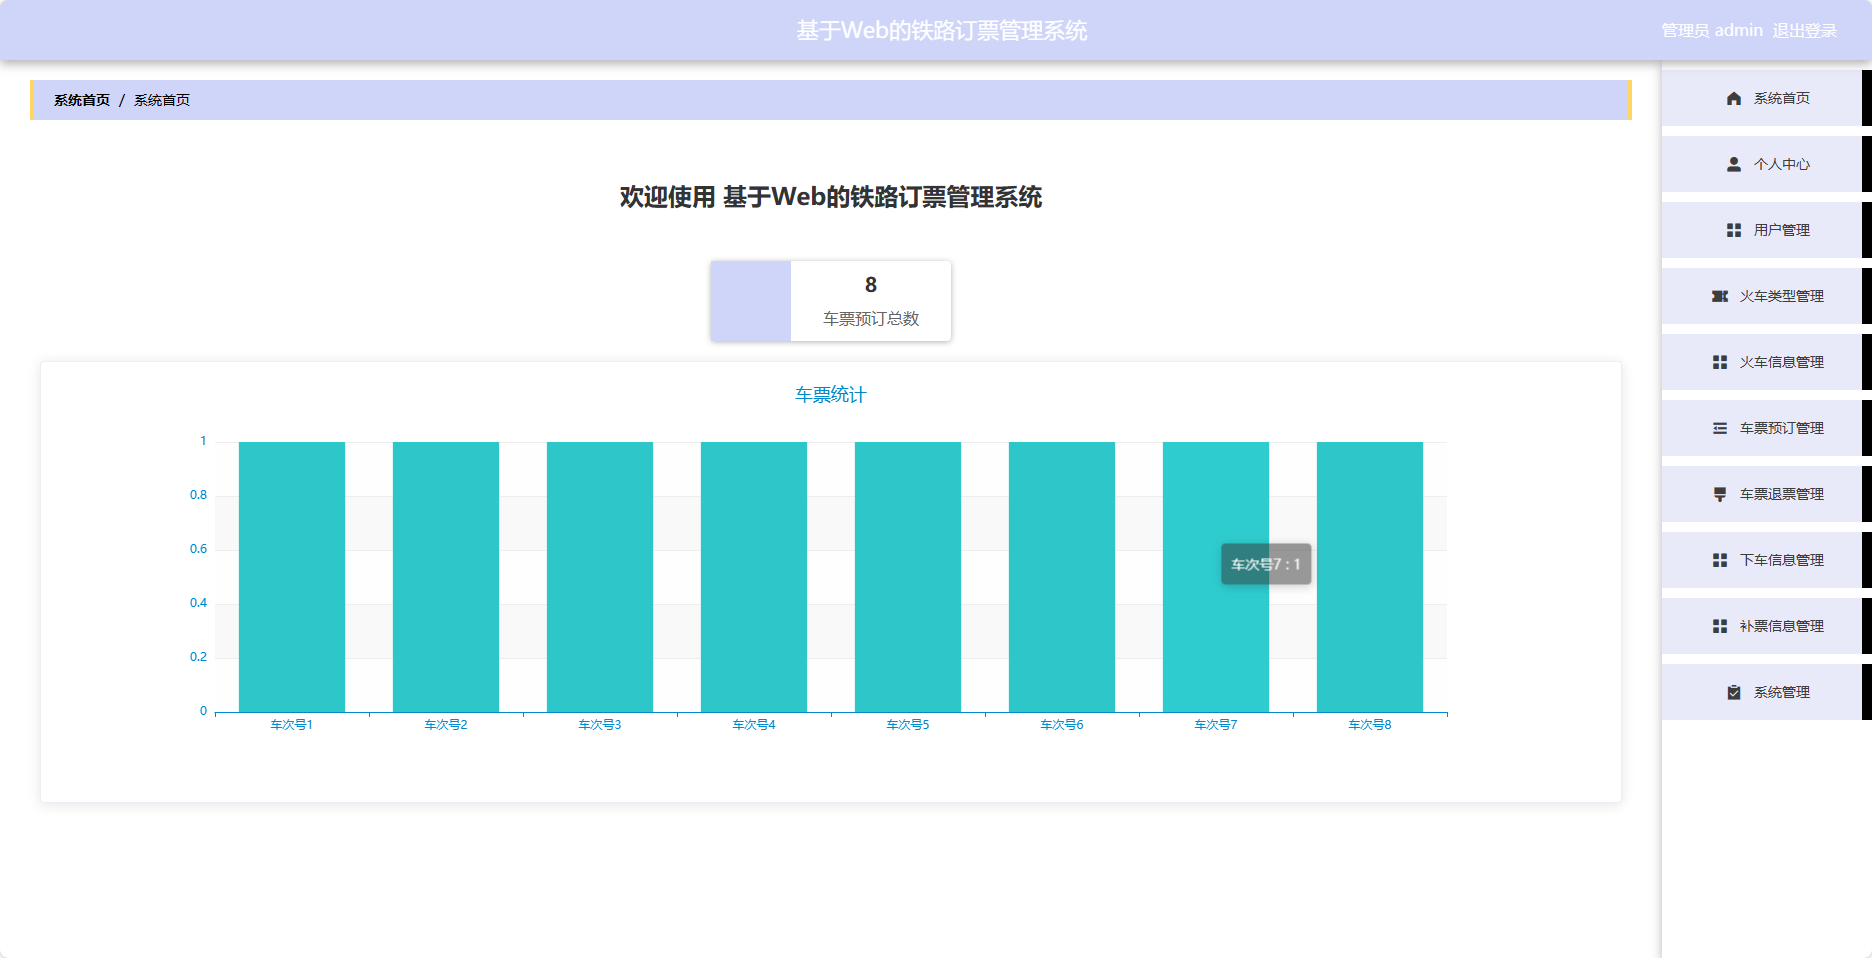 基于Web的铁路订票管理系统
管理员 admin 退出登录
系统首页 / 系统首页
欢迎使用 基于Web的铁路订票管理系统
8
车票预订总数
车票统计
1
0.8
0.6
0.4
0.2
0
车次号1 车次号2 车次号3 车次号4 车次号5 车次号6 车次号7 车次号8
车次号7 : 1
系统首页
个人中心
用户管理
火车类型管理
火车信息管理
车票预订管理
车票退票管理
下车信息管理
补票信息管理
系统管理